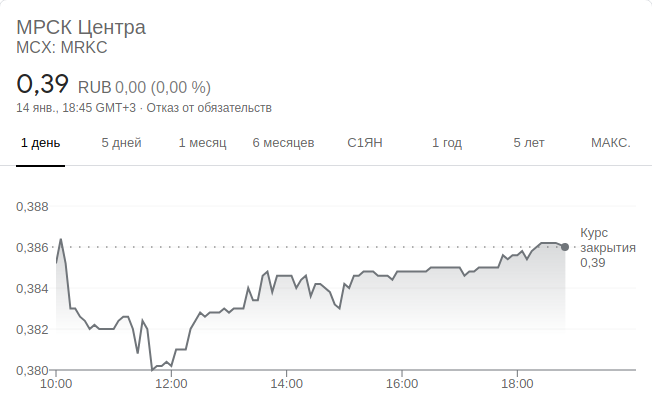 МРСК Центра
MCX: MRKC
0,39 RUB 0,00 (0,00 %)
14 янв., 18:45 GMT+3 · Отказ от обязательств
1 день 5 дней 1 месяц 6 месяцев С1ЯН 1 год 5 лет МАКС.
0,388
0,386
0,384
0,382
0,380
Курс
закрытия
0,39
10:00 12:00 14:00 16:00 18:00